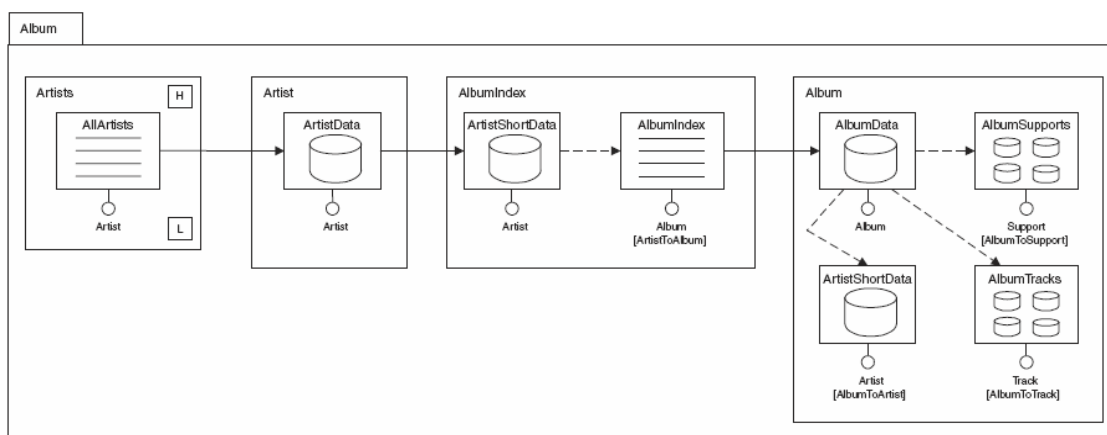 Album
Artists
H
AllArtists
Artist
L
Artist
ArtistData
Artist
AlbumIndex
ArtistShortData
Artist
AlbumIndex
Album
[ArtistToAlbum]
Album
AlbumData
Album
AlbumSupports
Support
[AlbumToSupport]
ArtistShortData
Artist
[AlbumToArtist]
AlbumTracks
Track
[AlbumToTrack]